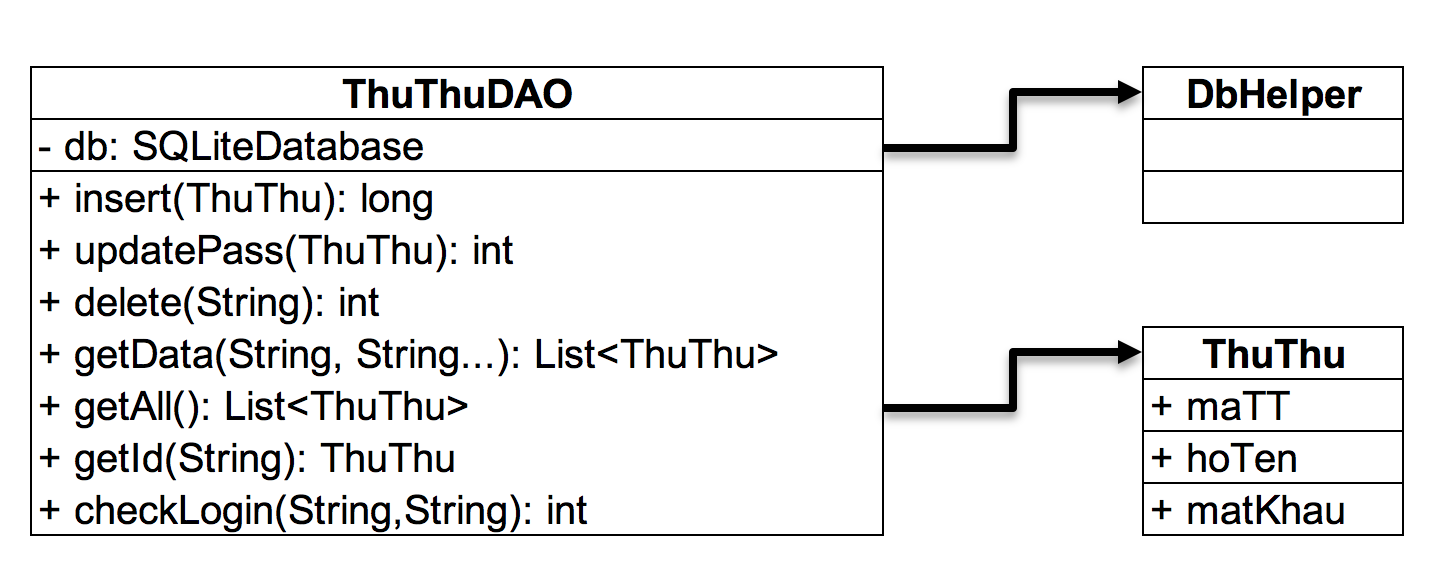 ThuThuDAO
- db: SQLiteDatabase
+ insert(ThuThu): long
+ updatePass(ThuThu): int
+ delete(String): int
+ getData(String, String...): List<ThuThu>
+ getAll(): List<ThuThu>
+ getId(String): ThuThu
+ checkLogin(String,String): int
DbHelper
ThuThu
+ maTT
+ hoTen
+ matKhau